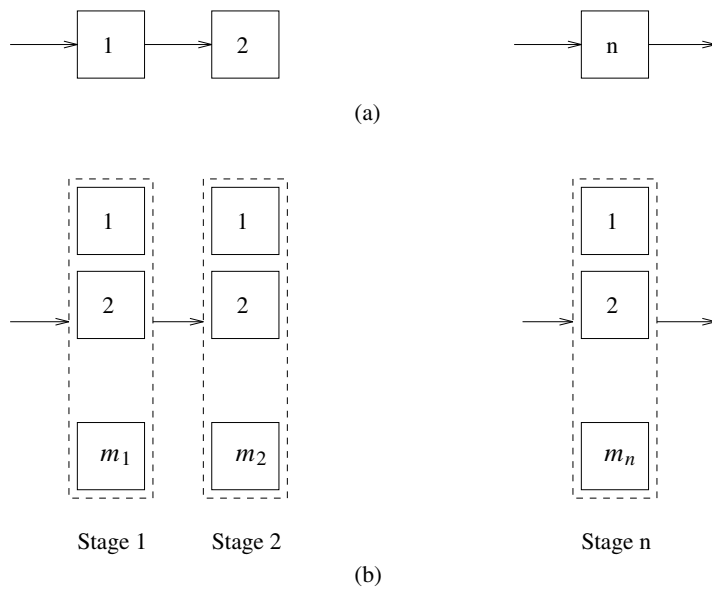 1 2 n
(a)
1 1 1
2 2 2
m₁ m₂ mₙ
Stage 1 Stage 2 Stage n
(b)